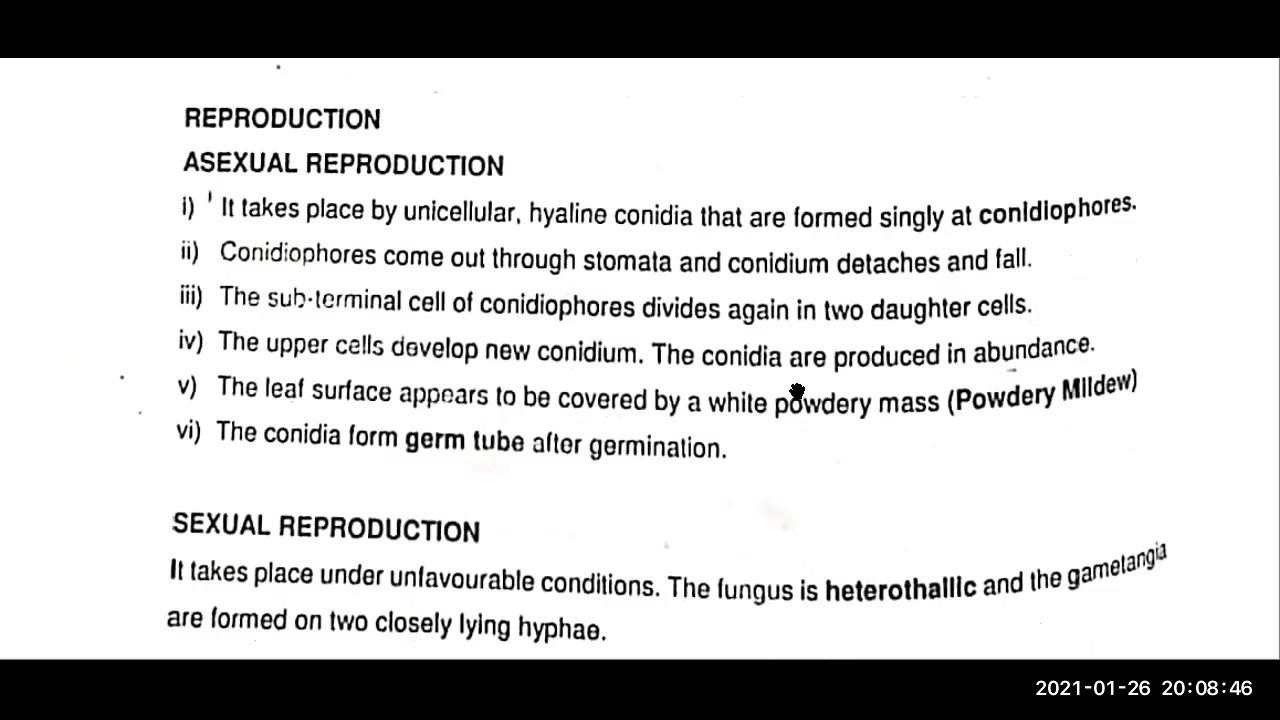 REPRODUCTION
ASEXUAL REPRODUCTION
i) It takes place by unicellular, hyaline conidia that are formed singly at conidiophores.
ii) Conidiophores come out through stomata and conidium detaches and fall.
iii) The sub-terminal cell of conidiophores divides again in two daughter cells.
iv) The upper cells develop new conidium. The conidia are produced in abundance.
v) The leaf surface appears to be covered by a white powdery mass (Powdery Mildew)
vi) The conidia form germ tube after germination.
SEXUAL REPRODUCTION
It takes place under unfavourable conditions. The fungus is heterothallic and the gametangia
are formed on two closely lying hyphae.
2021-01-26 20:08:46